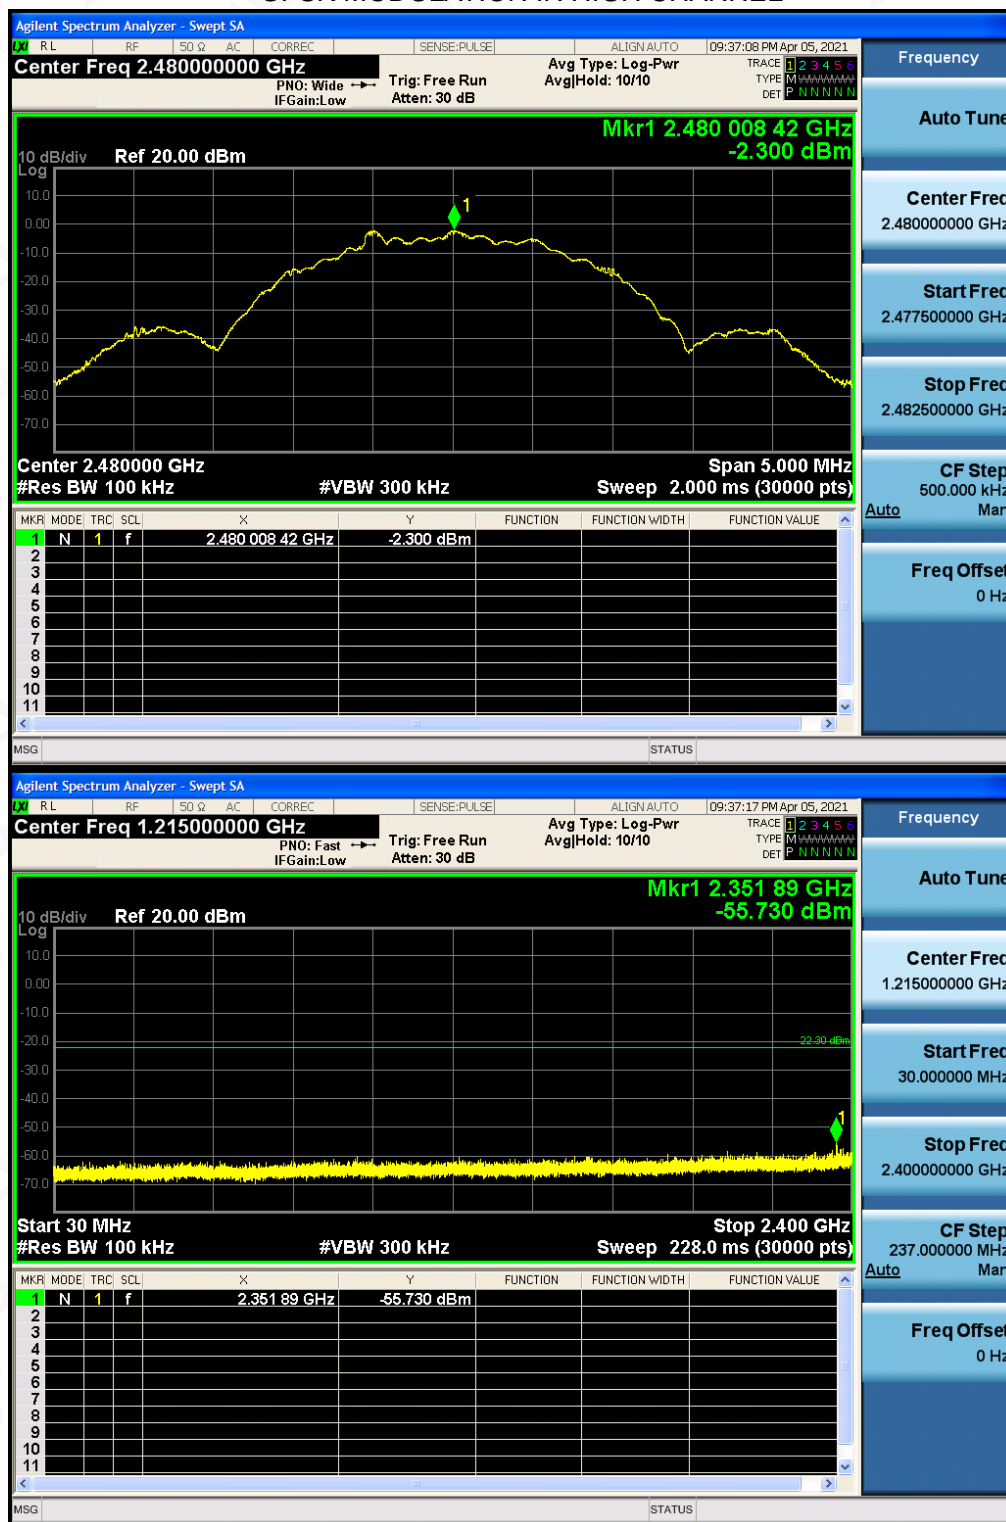 Agilent Spectrum Analyzer - Swept SA
LXI RL RF 50 Ω AC CORREC SENSE:PULSE ALIGN AUTO 09:37:08 PM Apr 05, 2021
Center Freq 2.480000000 GHz
PNO: Wide
IFGain:Low
Trig: Free Run
Atten: 30 dB
Avg Type: Log-Pwr
Avg|Hold: 10/10
TRACE 1 2 3 4 5 6
TYPE M WWWWW
DET P N N N N N
Mkr1 2.480 008 42 GHz
-2.300 dBm
10 dB/div Ref 20.00 dBm
Log
10.0
0.00
-10.0
-20.0
-30.0
-40.0
-50.0
-60.0
-70.0
1
Center 2.480000 GHz Span 5.000 MHz
#Res BW 100 kHz #VBW 300 kHz Sweep 2.000 ms (30000 pts)
MKR MODE TRC SCL X Y FUNCTION FUNCTION WIDTH FUNCTION VALUE
1 N 1 f 2.480 008 42 GHz -2.300 dBm
2
3
4
5
6
7
8
9
10
11
MSG STATUS
Frequency
Auto Tune
Center Freq
2.480000000 GHz
Start Freq
2.477500000 GHz
Stop Freq
2.482500000 GHz
CF Step
500.000 kHz
Auto Man
Freq Offset
0 Hz
Agilent Spectrum Analyzer - Swept SA
LXI RL RF 50 Ω AC CORREC SENSE:PULSE ALIGN AUTO 09:37:17 PM Apr 05, 2021
Center Freq 1.215000000 GHz
PNO: Fast
IFGain:Low
Trig: Free Run
Atten: 30 dB
Avg Type: Log-Pwr
Avg|Hold: 10/10
TRACE 1 2 3 4 5 6
TYPE M WWWWW
DET P N N N N N
Mkr1 2.351 89 GHz
-55.730 dBm
10 dB/div Ref 20.00 dBm
Log
10.0
0.00
-10.0
-20.0
-30.0
-40.0
-50.0
-60.0
-70.0
-22.30 dBm
1
Start 30 MHz Stop 2.400 GHz
#Res BW 100 kHz #VBW 300 kHz Sweep 228.0 ms (30000 pts)
MKR MODE TRC SCL X Y FUNCTION FUNCTION WIDTH FUNCTION VALUE
1 N 1 f 2.351 89 GHz -55.730 dBm
2
3
4
5
6
7
8
9
10
11
MSG STATUS
Frequency
Auto Tune
Center Freq
1.215000000 GHz
Start Freq
30.000000 MHz
Stop Freq
2.400000000 GHz
CF Step
237.000000 MHz
Auto Man
Freq Offset
0 Hz